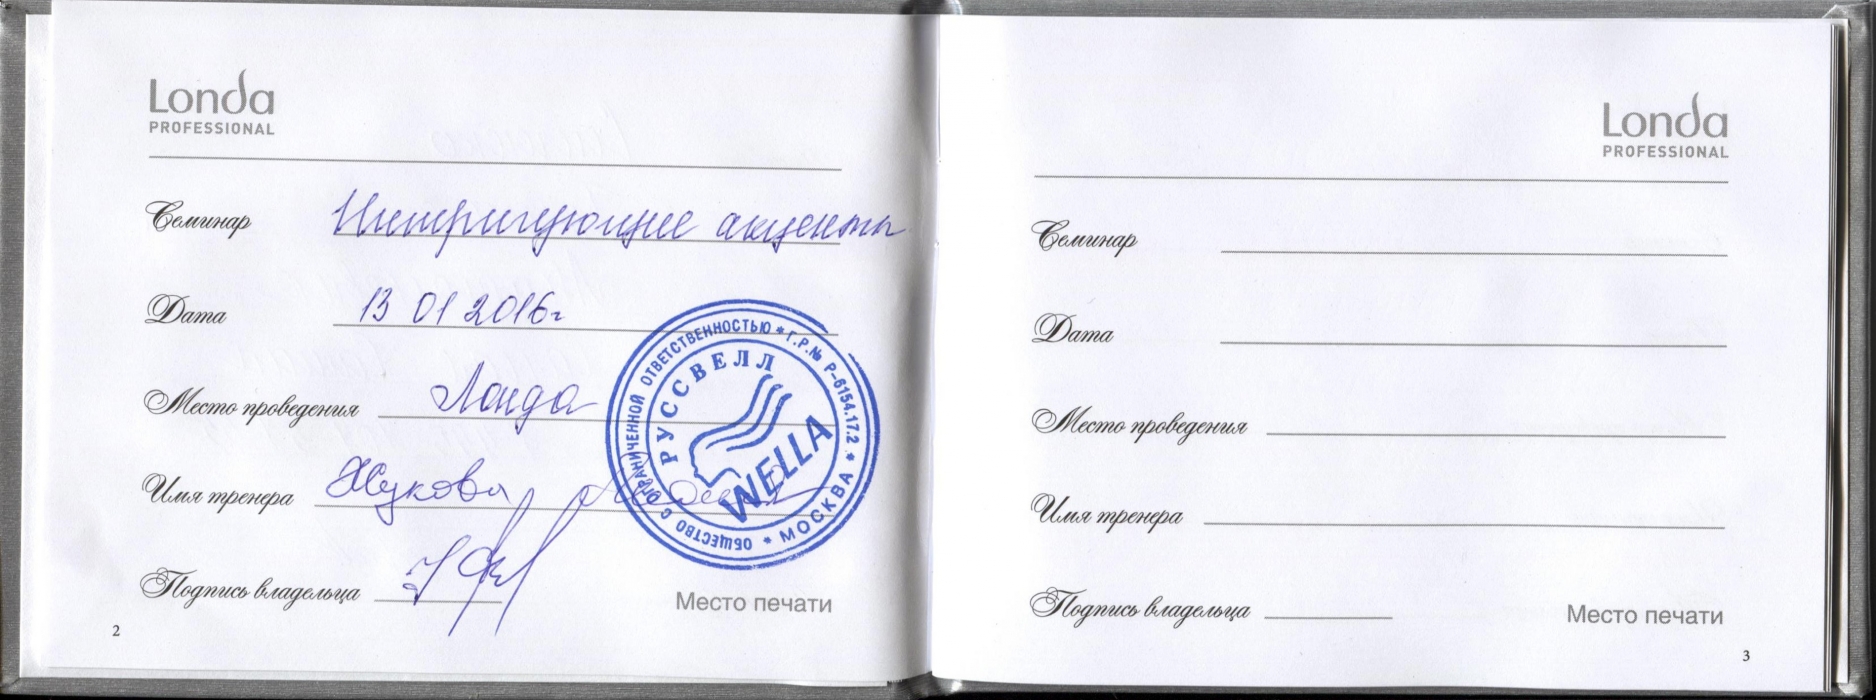 Londa
PROFESSIONAL
Семинар Интригующие акценты
Дата 13 01 2016г
Место проведения Лонда
Имя тренера Жукова
Подпись владельца
Место печати
2
ОБЩЕСТВО С ОГРАНИЧЕННОЙ ОТВЕТСТВЕННОСТЬЮ * Г.Р.№ Р-6154.17.2 * МОСКВА *
РУССВЕЛЛ
WELLA
Londa
PROFESSIONAL
Семинар
Дата
Место проведения
Имя тренера
Подпись владельца
Место печати
3